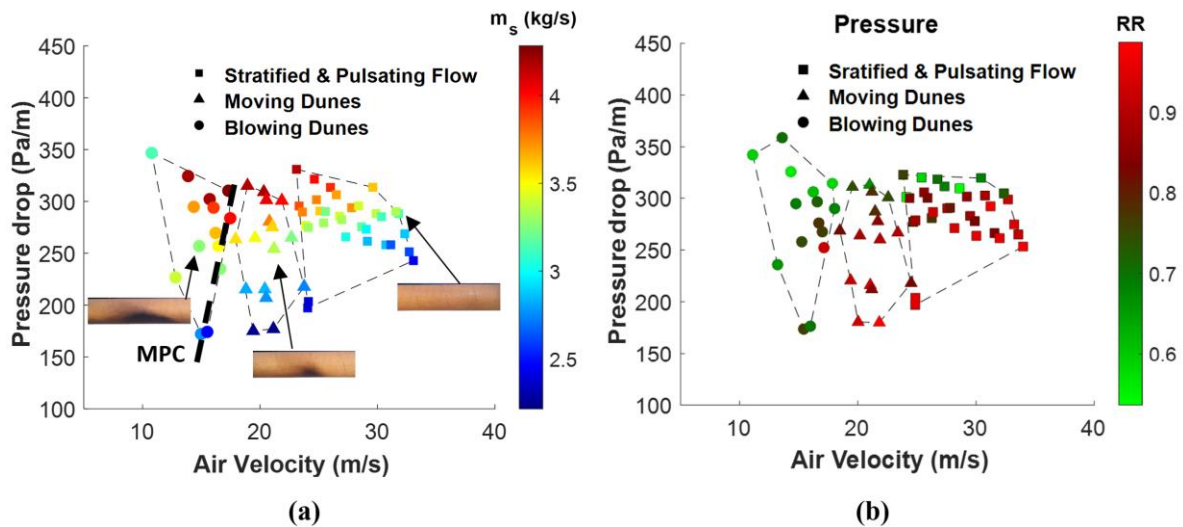 m_s (kg/s)
450
400
350
300
250
200
150
100
Pressure drop (Pa/m)
Stratified & Pulsating Flow
Moving Dunes
Blowing Dunes
MPC
10
20
30
40
Air Velocity (m/s)
4
3.5
3
2.5
(a)
Pressure
RR
450
400
350
300
250
200
150
100
Pressure drop (Pa/m)
Sratified & Pulsating Flow
Moving Dunes
Blowing Dunes
10
20
30
40
Air Velocity (m/s)
0.9
0.8
0.7
0.6
(b)